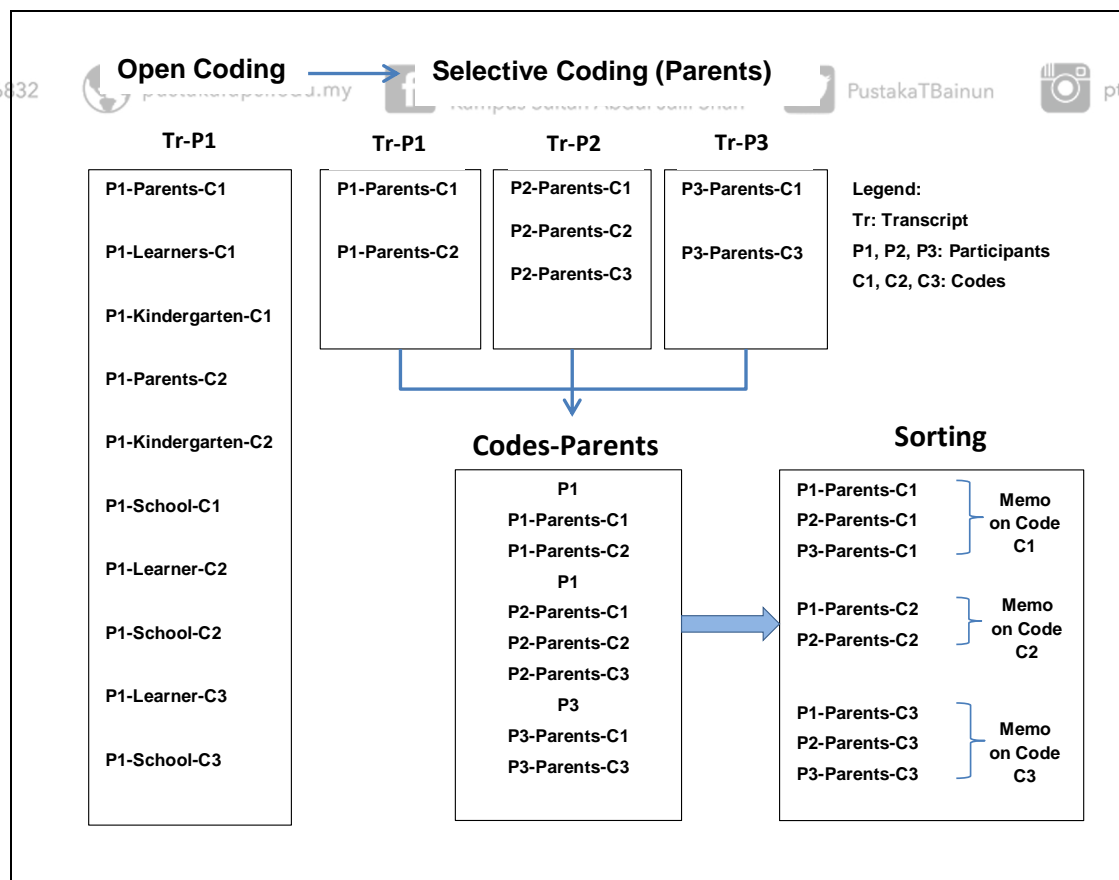 Open Coding
Selective Coding (Parents)
832
PustakaTBainun
Tr-P1
P1-Parents-C1
P1-Learners-C1
P1-Kindergarten-C1
P1-Parents-C2
P1-Kindergarten-C2
P1-School-C1
P1-Learner-C2
P1-School-C2
P1-Learner-C3
P1-School-C3
Tr-P1
P1-Parents-C1
P1-Parents-C2
Tr-P2
P2-Parents-C1
P2-Parents-C2
P2-Parents-C3
Tr-P3
P3-Parents-C1
P3-Parents-C3
Legend:
Tr: Transcript
P1, P2, P3: Participants
C1, C2, C3: Codes
Codes-Parents
P1
P1-Parents-C1
P1-Parents-C2
P1
P2-Parents-C1
P2-Parents-C2
P2-Parents-C3
P3
P3-Parents-C1
P3-Parents-C3
Sorting
P1-Parents-C1
P2-Parents-C1
P3-Parents-C1
Memo
on Code
C1
P1-Parents-C2
P2-Parents-C2
Memo
on Code
C2
P1-Parents-C3
P2-Parents-C3
P3-Parents-C3
Memo
on Code
C3